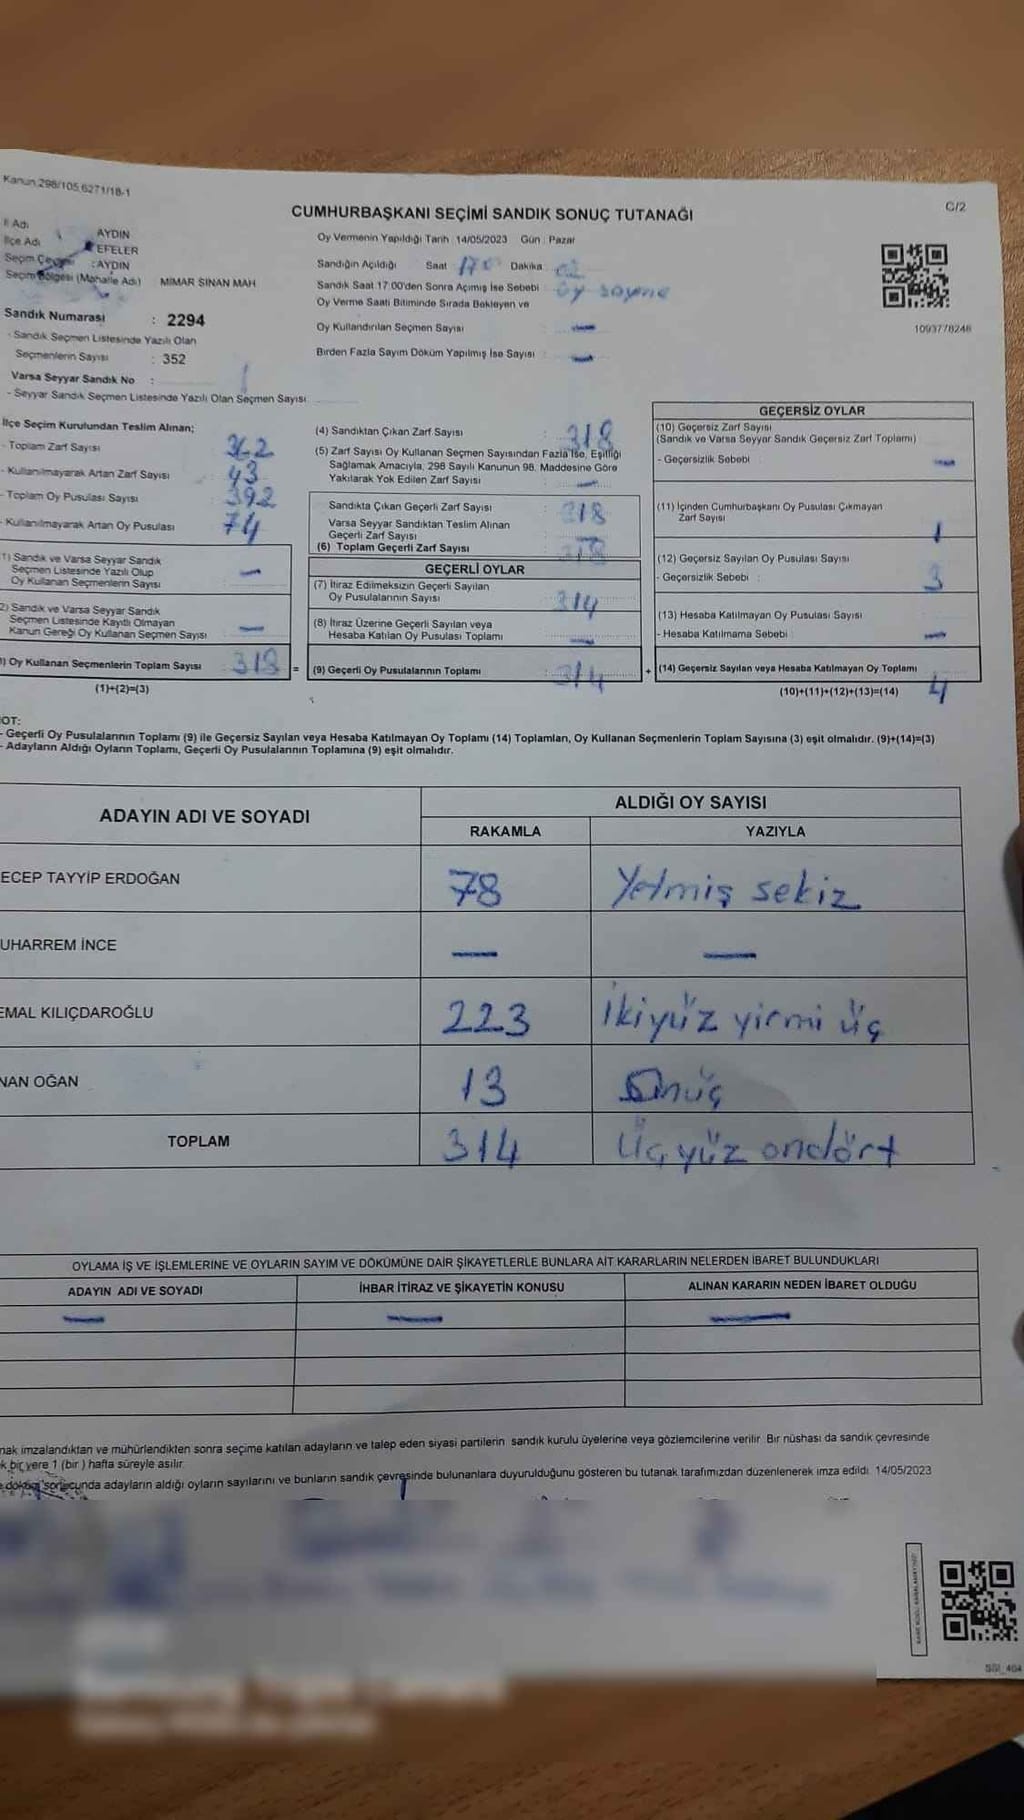 Kanun:298/105,6271/18-1
C/2
CUMHURBAŞKANI SEÇİMİ SANDIK SONUÇ TUTANAĞI
İl Adı AYDIN
İlçe Adı EFELER
Seçim Çevresi : AYDIN
Seçim Bölgesi (Mahalle Adı) MİMAR SİNAN MAH
Sandık Numarası : 2294
- Sandık Seçmen Listesinde Yazılı Olan
Seçmenlerin Sayısı : 352
Varsa Seyyar Sandık No :
- Seyyar Sandık Seçmen Listesinde Yazılı Olan Seçmen Sayısı
Oy Vermenin Yapıldığı Tarih 14/05/2023 Gün : Pazar
Sandığın Açıldığı Saat Dakika
Sandık Saat 17:00'den Sonra Açımış İse Sebebi
Oy Verme Saati Bitiminde Sırada Bekleyen ve
Oy Kullandırılan Seçmen Sayısı —
Birden Fazla Sayım Döküm Yapılmış İse Sayısı —
1093778246
İlçe Seçim Kurulundan Teslim Alınan;
- Toplam Zarf Sayısı 362
- Kullanılmayarak Artan Zarf Sayısı 43
- Toplam Oy Pusulası Sayısı 392
- Kullanılmayarak Artan Oy Pusulası 74
1) Sandık ve Varsa Seyyar Sandık
Seçmen Listesinde Yazılı Olup
Oy Kullanan Seçmenlerin Sayısı —
2) Sandık ve Varsa Seyyar Sandık
Seçmen Listesinde Kayıtlı Olmayan
Kanun Gereği Oy Kullanan Seçmen Sayısı —
) Oy Kullanan Seçmenlerin Toplam Sayısı 318 =
(1)+(2)=(3)
(4) Sandıktan Çıkan Zarf Sayısı : 318
(5) Zarf Sayısı Oy Kullanan Seçmen Sayısından Fazla İse, Eşitliği
Sağlamak Amacıyla, 298 Sayılı Kanunun 98. Maddesine Göre
Yakılarak Yok Edilen Zarf Sayısı —
Sandıkta Çıkan Geçerli Zarf Sayısı 318
Varsa Seyyar Sandıktan Teslim Alınan
Geçerli Zarf Sayısı
(6) Toplam Geçerli Zarf Sayısı 318
GEÇERLİ OYLAR
(7) İtiraz Edilmeksizin Geçerli Sayılan
Oy Pusulalarının Sayısı 314
(8) İtiraz Üzerine Geçerli Sayılan veya
Hesaba Katılan Oy Pusulası Toplamı —
(9) Geçerli Oy Pusulalarının Toplamı 314 +
GEÇERSİZ OYLAR
(10) Geçersiz Zarf Sayısı
(Sandık ve Varsa Seyyar Sandık Geçersiz Zarf Toplamı)
- Geçersizlik Sebebi : —
(11) İçinden Cumhurbaşkanı Oy Pusulası Çıkmayan
Zarf Sayısı 1
(12) Geçersiz Sayılan Oy Pusulası Sayısı
- Geçersizlik Sebebi : 3
(13) Hesaba Katılmayan Oy Pusulası Sayısı
- Hesaba Katılmama Sebebi : —
(14) Geçersiz Sayılan veya Hesaba Katılmayan Oy Toplamı 4
(10)+(11)+(12)+(13)=(14)
OT:
- Geçerli Oy Pusulalarının Toplamı (9) ile Geçersiz Sayılan veya Hesaba Katılmayan Oy Toplamı (14) Toplamları, Oy Kullanan Seçmenlerin Toplam Sayısına (3) eşit olmalıdır. (9)+(14)=(3)
- Adayların Aldığı Oyların Toplamı, Geçerli Oy Pusulalarının Toplamına (9) eşit olmalıdır.
ADAYIN ADI VE SOYADI ALDIĞI OY SAYISI
RAKAMLA YAZIYLA
ECEP TAYYİP ERDOĞAN 78 Yetmiş sekiz
UHARREM İNCE — —
EMAL KILIÇDAROĞLU 223 İkiyüz yirmi üç
NAN OĞAN 13 Onüç
TOPLAM 314 Üçyüz ondört
OYLAMA İŞ VE İŞLEMLERİNE VE OYLARIN SAYIM VE DÖKÜMÜNE DAİR ŞİKAYETLERLE BUNLARA AİT KARARLARIN NELERDEN İBARET BULUNDUKLARI
ADAYIN ADI VE SOYADI İHBAR İTİRAZ VE ŞİKAYETİN KONUSU ALINAN KARARIN NEDEN İBARET OLDUĞU
— — —
nak imzalandıktan ve mühürlendikten sonra seçime katılan adayların ve talep eden siyasi partilerin sandık kurulu üyelerine veya gözlemcilerine verilir. Bir nüshası da sandık çevresinde
k bir yere 1 (bir) hafta süreyle asılır.
sonucunda adayların aldığı oyların sayılarını ve bunların sandık çevresinde bulunanlara duyurulduğunu gösteren bu tutanak tarafımızdan düzenlenerek imza edildi. 14/05/2023